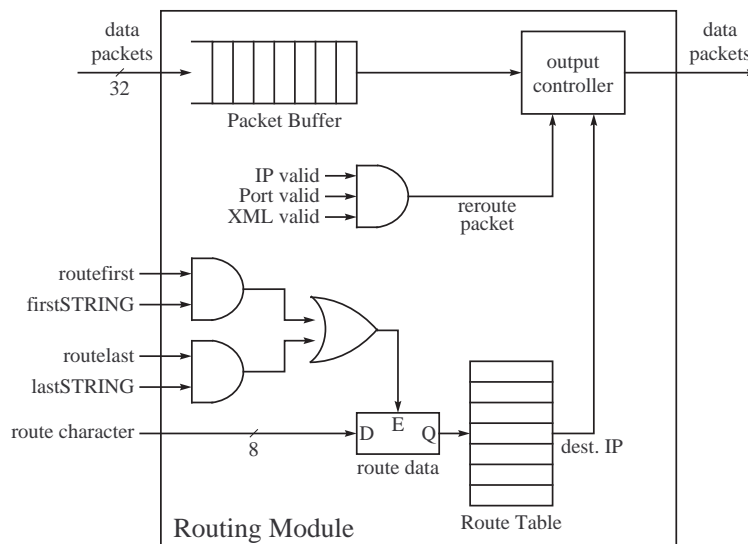 data
packets
32
Packet Buffer
output
controller
data
packets
IP valid
Port valid
XML valid
reroute
packet
routefirst
firstSTRING
routelast
lastSTRING
route character
8
D
E
Q
route data
dest. IP
Route Table
Routing Module